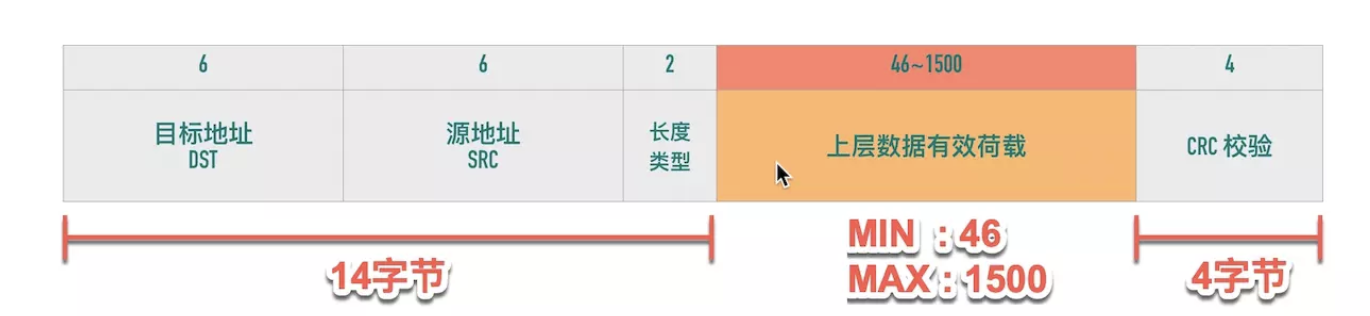 6
6
2
46~1500
4
目标地址
DST
源地址
SRC
长度
类型
上层数据有效荷载
CRC 校验
14字节
MIN : 46
MAX : 1500
4字节